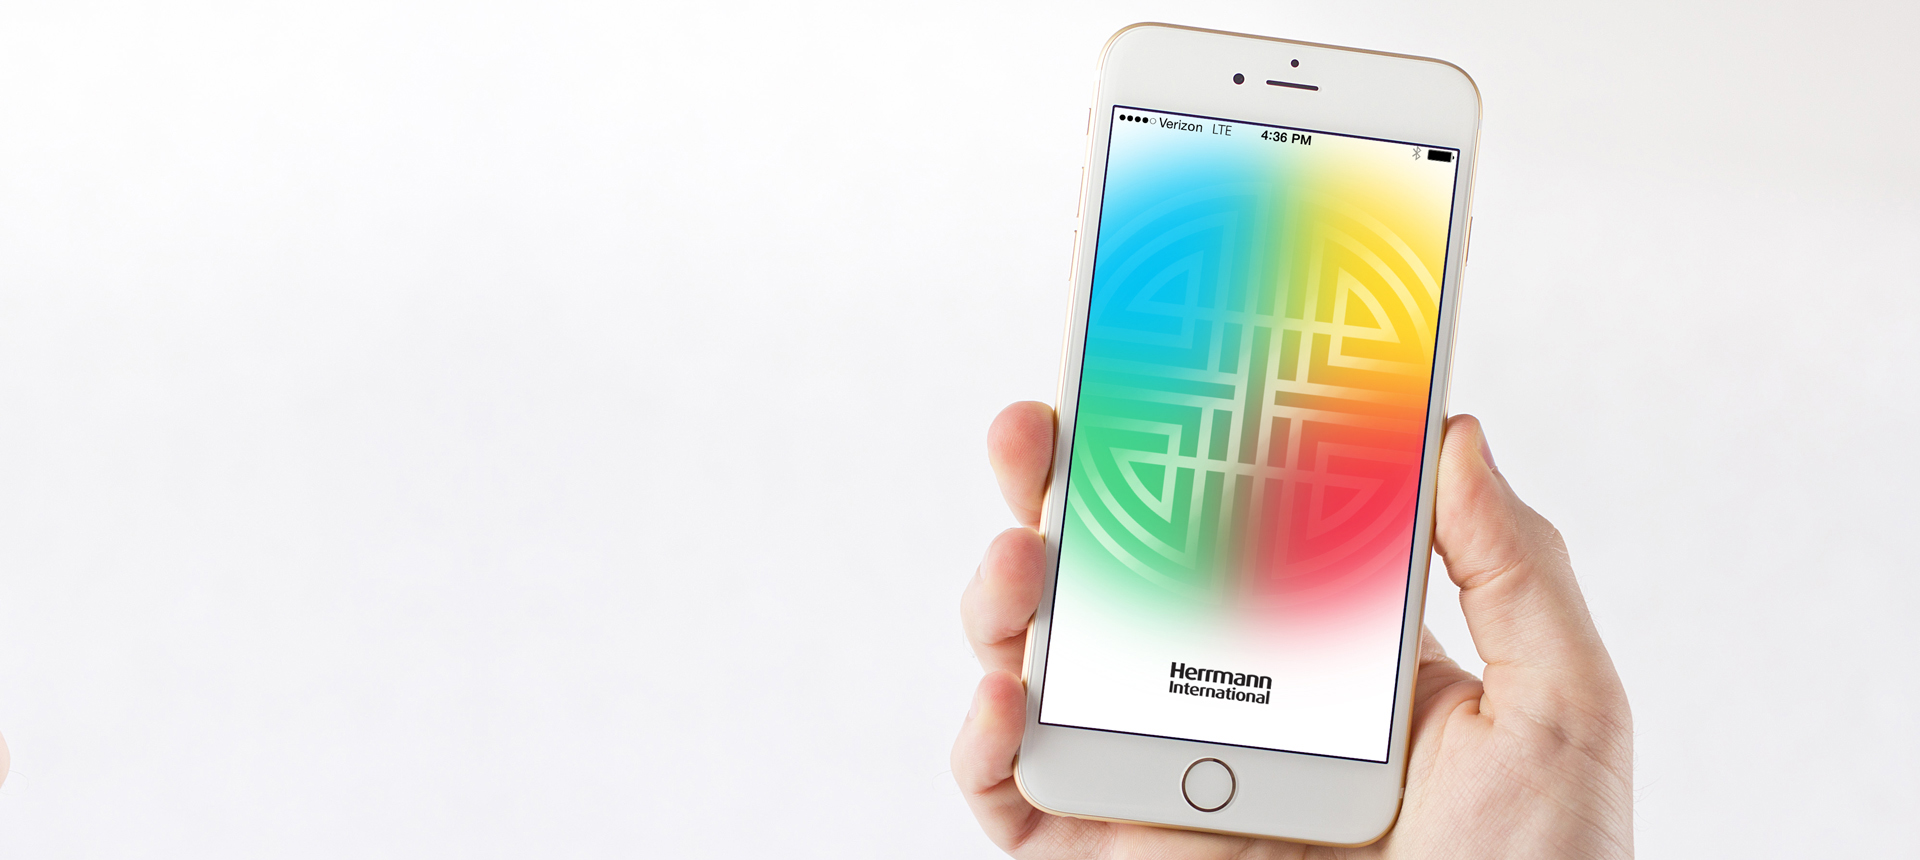 Verizon LTE 4:36 PM
Herrmann
International